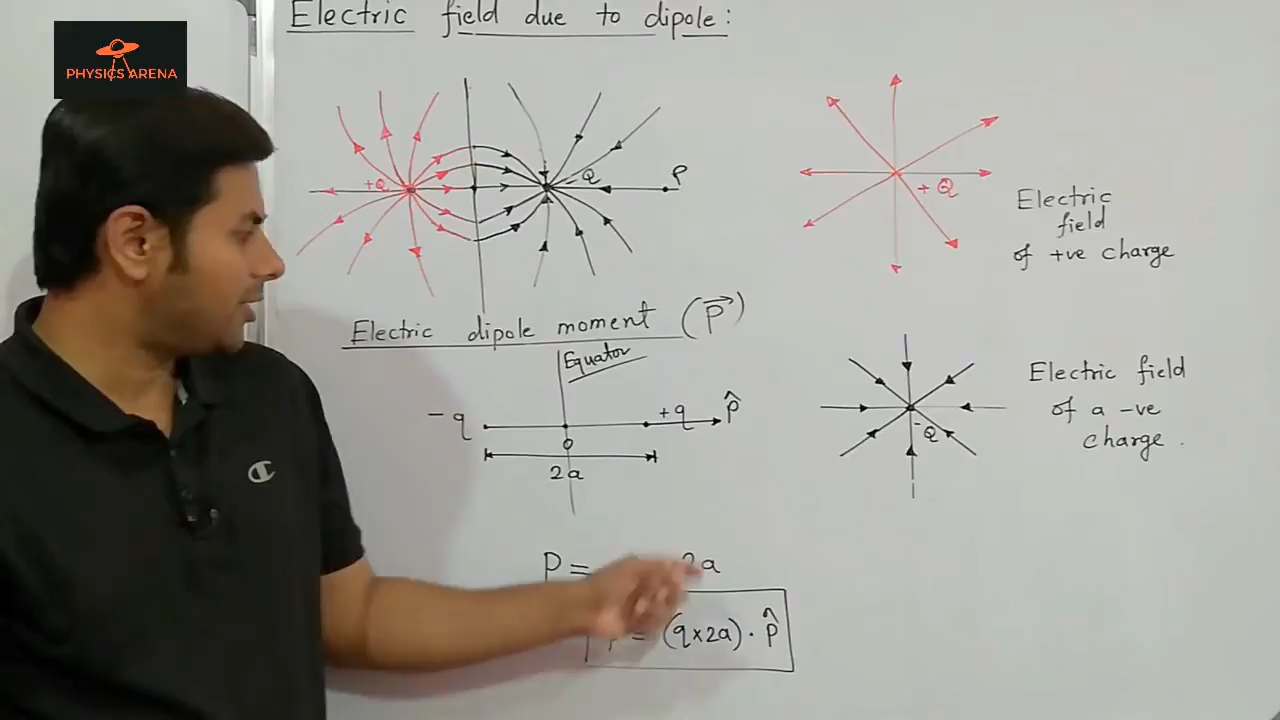 Electric field due to dipole:
PHYSICS ARENA
+Q
-Q
P
+Q
Electric
field
of +ve charge
Electric dipole moment (P⃗)
Equator
-q
+q
p̂
O
2a
-Q
Electric field
of a -ve
charge.
P = 2a
= (q×2a) · p̂